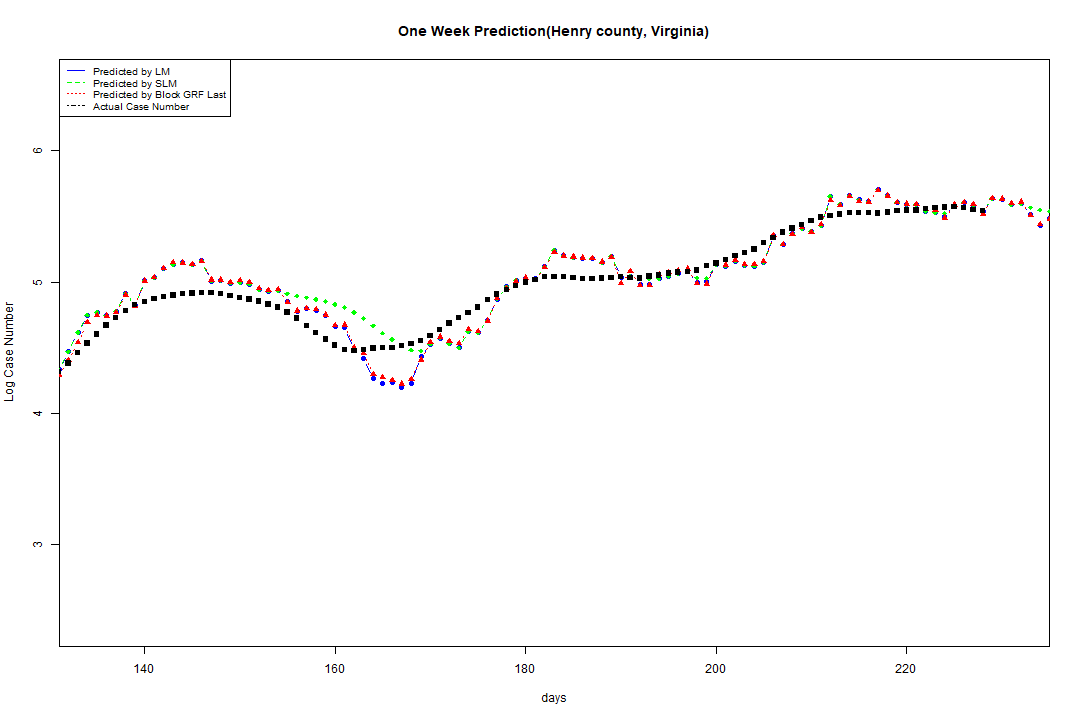 One Week Prediction(Henry county, Virginia)
Predicted by LM
Predicted by SLM
Predicted by Block GRF Last
Actual Case Number
6
5
4
3
Log Case Number
140 160 180 200 220
days